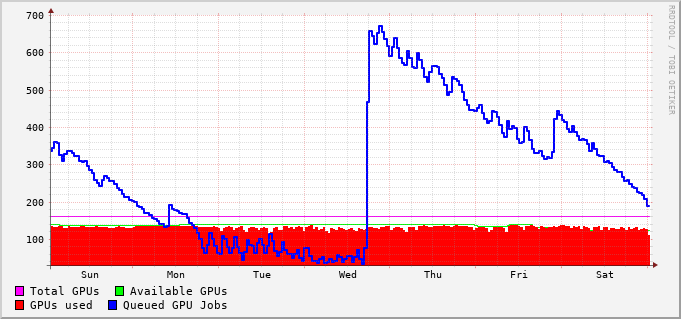 700
600
500
400
300
200
100
Sun Mon Tue Wed Thu Fri Sat
Total GPUs Available GPUs
GPUs used Queued GPU Jobs
RRDTOOL / TOBI OETIKER